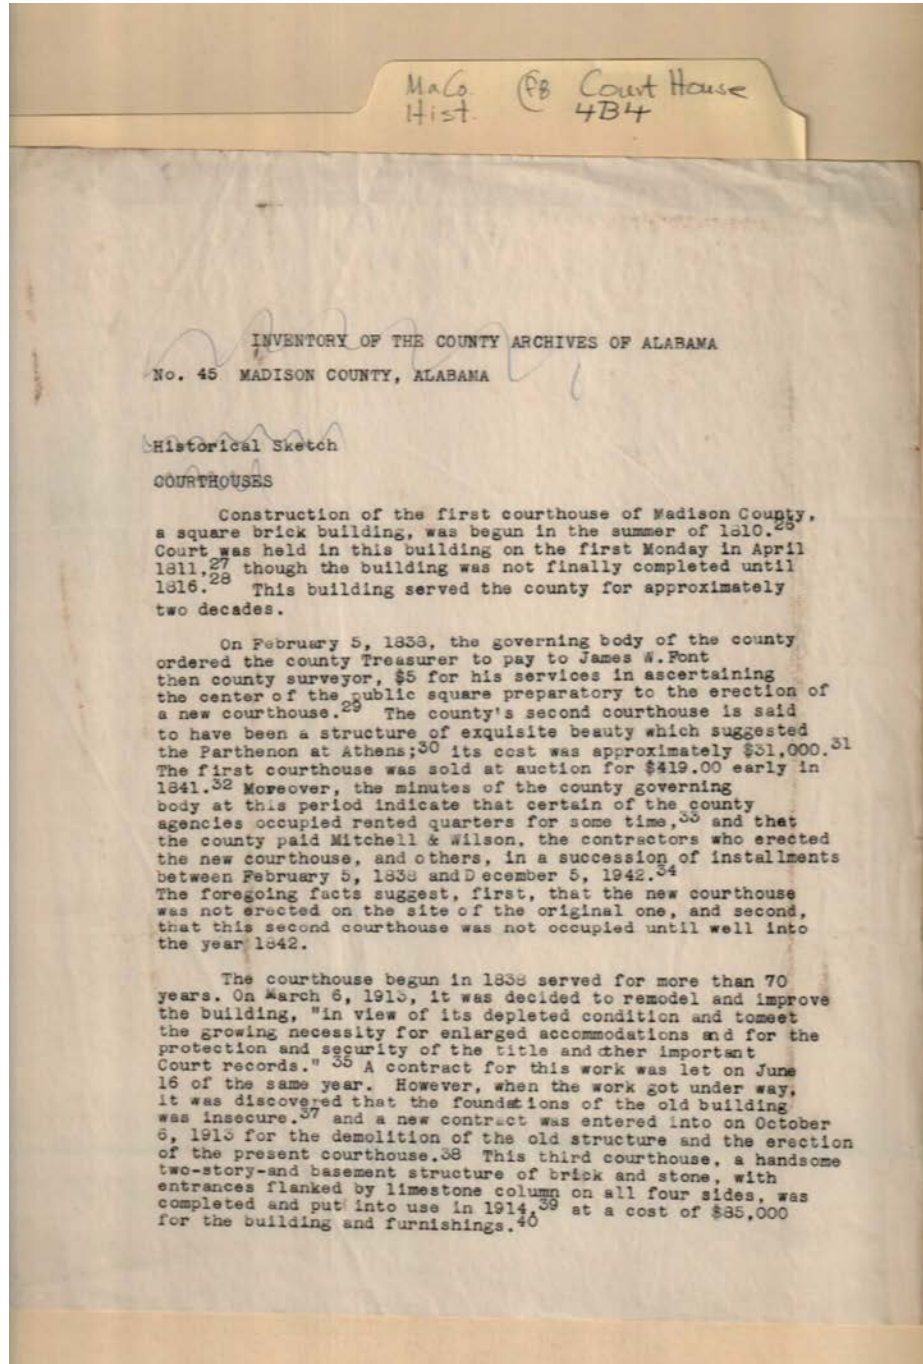 MaCo. (PB Court House
Hist. 4B4
INVENTORY OF THE COUNTY ARCHIVES OF ALABAMA
No. 45 MADISON COUNTY, ALABAMA
Historical Sketch
COURTHOUSES
Construction of the first courthouse of Madison County,
a square brick building, was begun in the summer of 1810.26
Court was held in this building on the first Monday in April
1811,27 though the building was not finally completed until
1816.28 This building served the county for approximately
two decades.
On February 5, 1838, the governing body of the county
ordered the county Treasurer to pay to James W.Font
then county surveyor, $5 for his services in ascertaining
the center of the public square preparatory to the erection of
a new courthouse.29 The county's second courthouse is said
to have been a structure of exquisite beauty which suggested
the Parthenon at Athens;30 its cost was approximately $31,000.31
The first courthouse was sold at auction for $419.00 early in
1841.32 Moreover, the minutes of the county governing
body at this period indicate that certain of the county
agencies occupied rented quarters for some time,33 and that
the county paid Mitchell & Wilson, the contractors who erected
the new courthouse, and others, in a succession of installments
between February 5, 1838 andD ecember 5, 1942.34
The foregoing facts suggest, first, that the new courthouse
was not erected on the site of the original one, and second,
that this second courthouse was not occupied until well into
the year 1842.
The courthouse begun in 1838 served for more than 70
years. On March 6, 1913, it was decided to remodel and improve
the building, "in view of its depleted condition and tomeet
the growing necessity for enlarged accommodations and for the
protection and security of the title and other important
Court records." 35 A contract for this work was let on June
16 of the same year. However, when the work got under way,
it was discovered that the foundations of the old building
was insecure.37 and a new contract was entered into on October
6, 1913 for the demolition of the old structure and the erection
of the present courthouse.38 This third courthouse, a handsome
two-story-and basement structure of brick and stone, with
entrances flanked by limestone column on all four sides, was
completed and put into use in 1914,39 at a cost of $85,000
for the building and furnishings.40